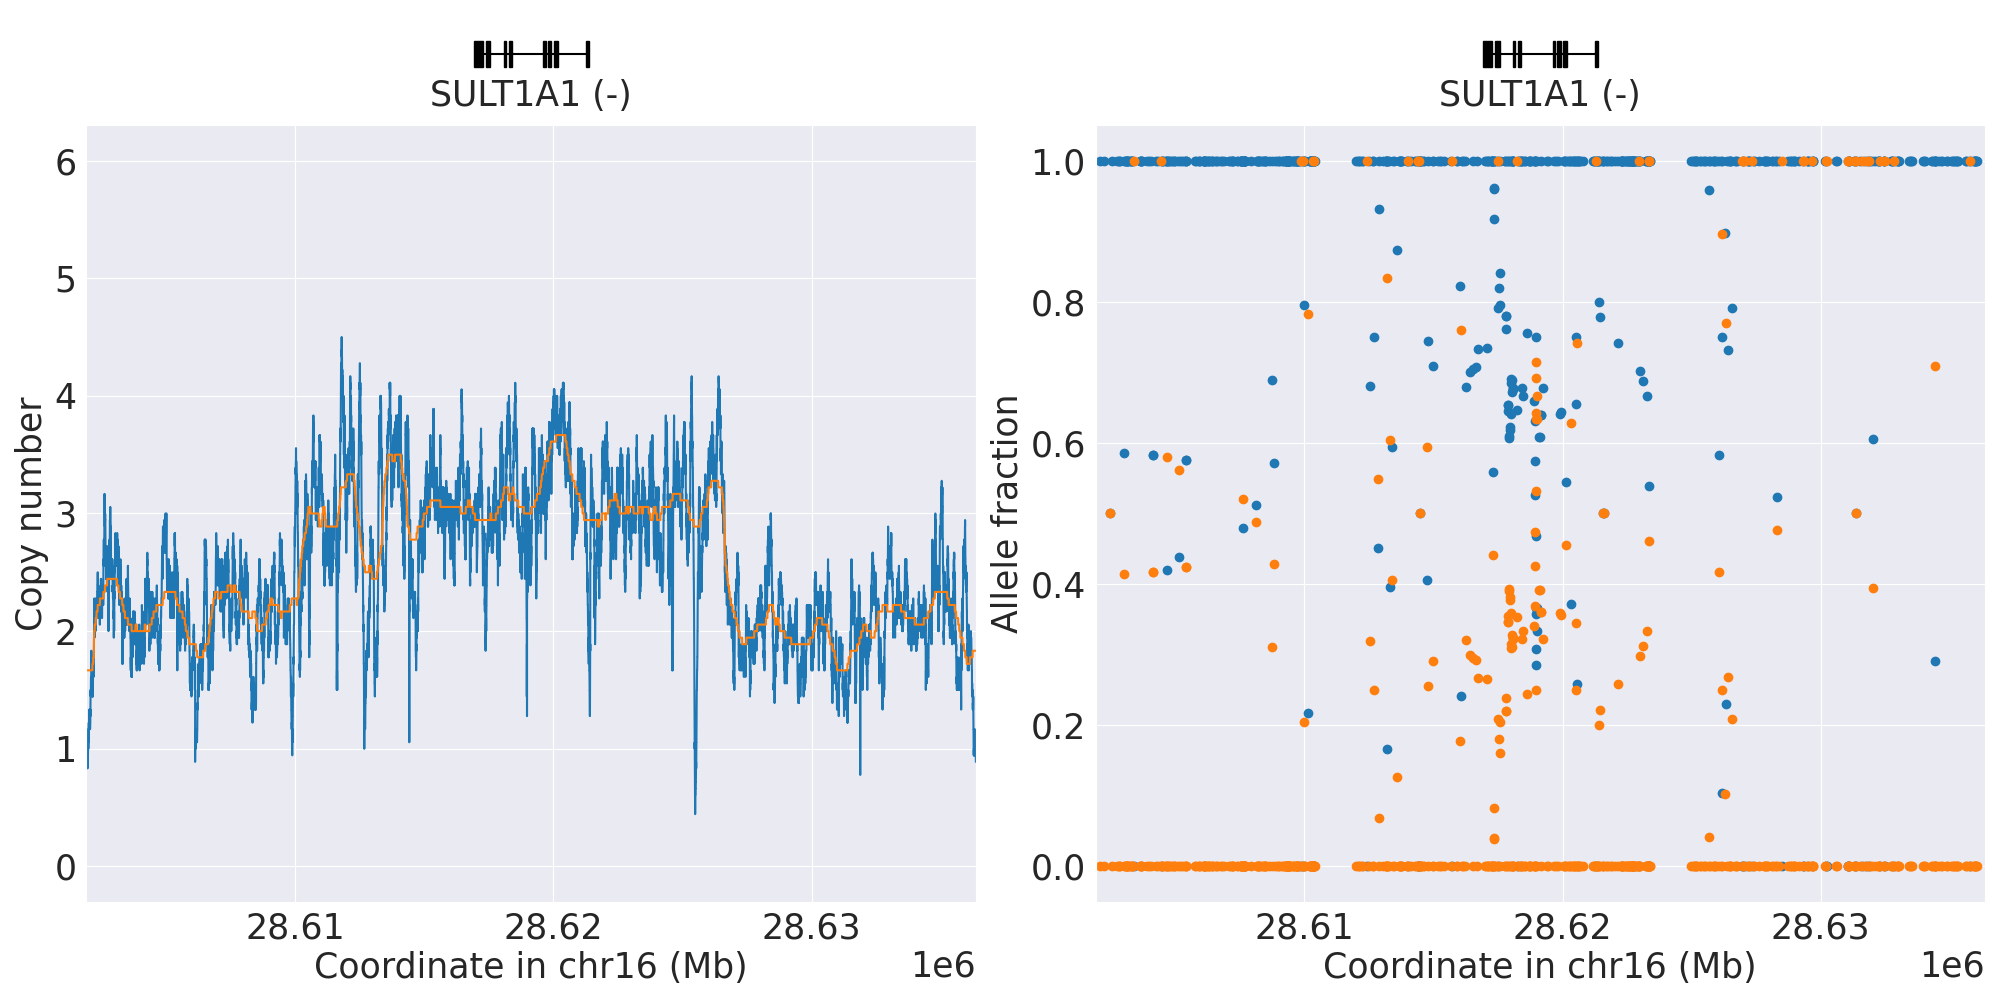 SULT1A1 (-)
Copy number
6
5
4
3
2
1
0
28.61
28.62
28.63
Coordinate in chr16 (Mb)
1e6
SULT1A1 (-)
Allele fraction
1.0
0.8
0.6
0.4
0.2
0.0
28.61
28.62
28.63
Coordinate in chr16 (Mb)
1e6